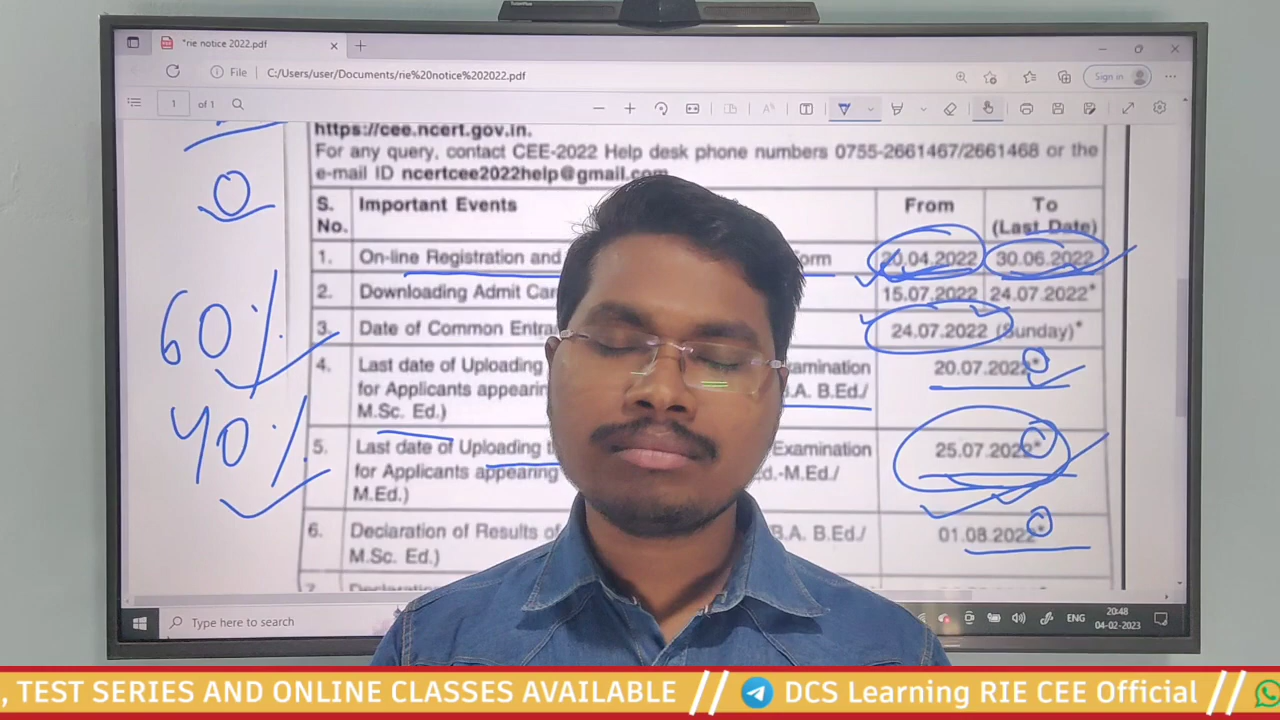 *rie notice 2022.pdf
File C:/Users/user/Documents/rie%20notice%202022.pdf
Sign in
1 of 1
https://cee.ncert.gov.in.
For any query, contact CEE-2022 Help desk phone numbers 0755-2661467/2661468 or the
e-mail ID ncertcee2022help@gmail.com
S. No. Important Events From To (Last Date)
1. On-line Registration and orm 20.04.2022 30.06.2022
2. Downloading Admit Car 15.07.2022 24.07.2022*
3. Date of Common Entra 24.07.2022 (Sunday)*
4. Last date of Uploading amination 20.07.2022*
for Applicants appearin .A. B.Ed./
M.Sc. Ed.)
5. Last date of Uploading Examination 25.07.2022*
for Applicants appearing d.-M.Ed./
M.Ed.)
6. Declaration of Results of B.A. B.Ed./ 01.08.2022*
M.Sc. Ed.)
7. Declaration
0
60%
40%
Type here to search
ENG
20:48
04-02-2023
, TEST SERIES AND ONLINE CLASSES AVAILABLE // DCS Learning RIE CEE Official //